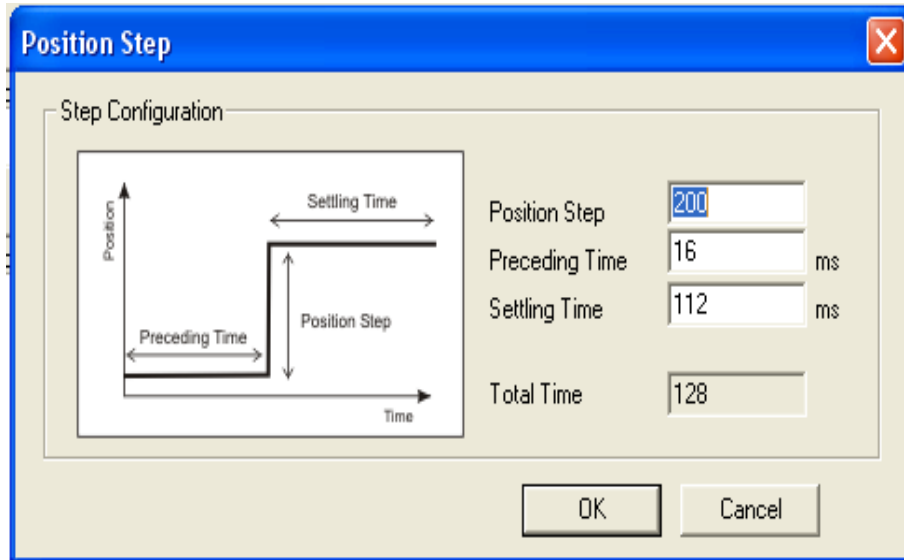 Position Step
Step Configuration
Position
Settling Time
Position Step
Preceding Time
Time
Position Step 200
Preceding Time 16 ms
Settling Time 112 ms
Total Time 128
OK Cancel